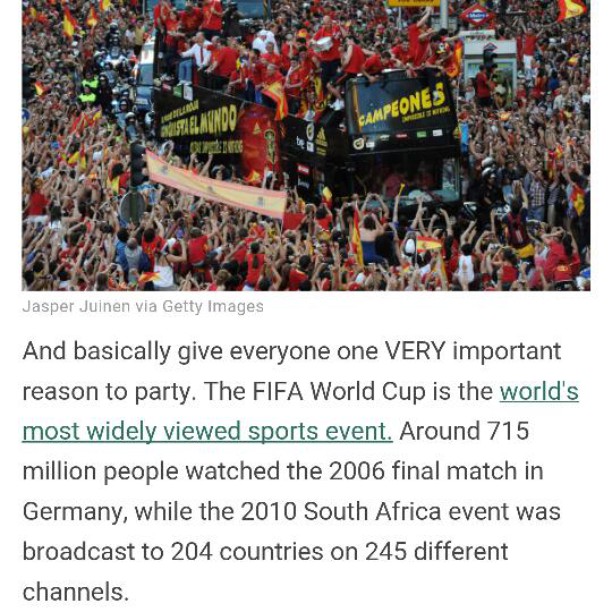 CAMPEONES
Jasper Juinen via Getty Images
And basically give everyone one VERY important
reason to party. The FIFA World Cup is the world's
most widely viewed sports event. Around 715
million people watched the 2006 final match in
Germany, while the 2010 South Africa event was
broadcast to 204 countries on 245 different
channels.